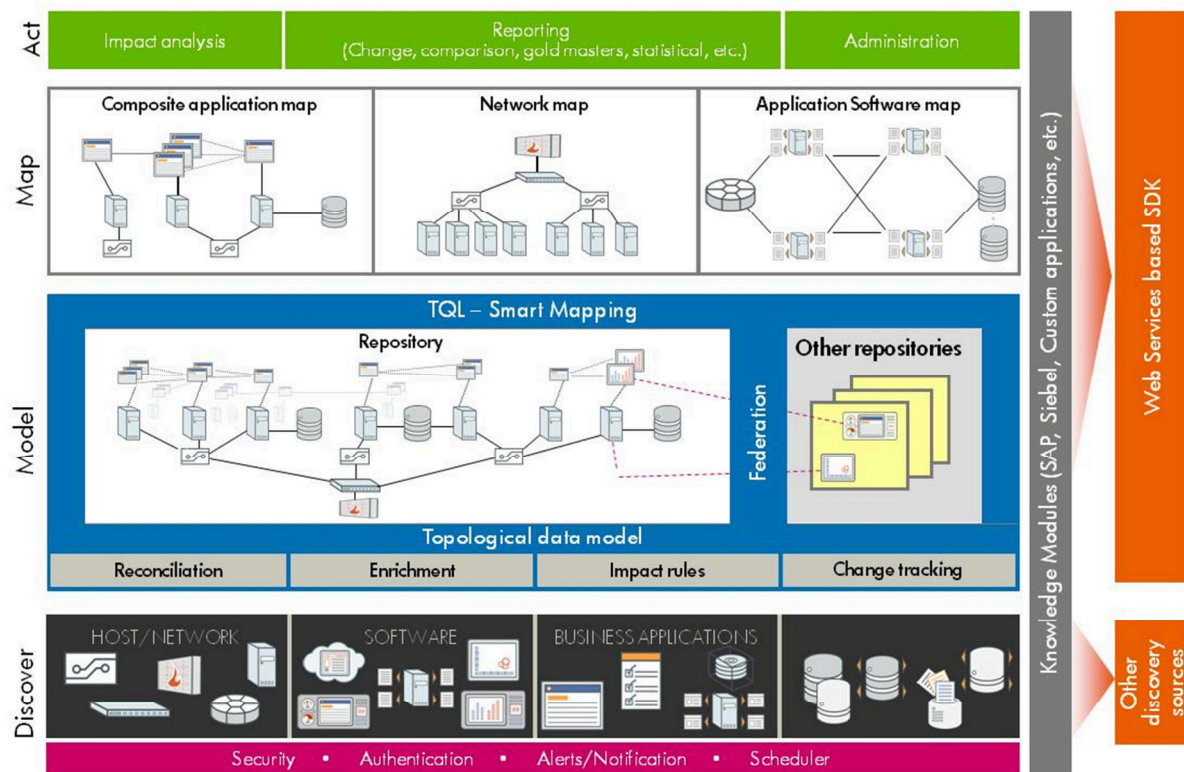 Act
Impact analysis
Reporting
(Change, comparison, gold masters, statistical, etc.)
Administration
Map
Composite application map
Network map
Application Software map
Model
TQL – Smart Mapping
Repository
Federation
Other repositories
Topological data model
Reconciliation
Enrichment
Impact rules
Change tracking
Discover
HOST/NETWORK
SOFTWARE
BUSINESS APPLICATIONS
Security • Authentication • Alerts/Notification • Scheduler
Knowledge Modules (SAP, Siebel, Custom applications, etc.)
Web Services based SDK
Other
discovery
sources